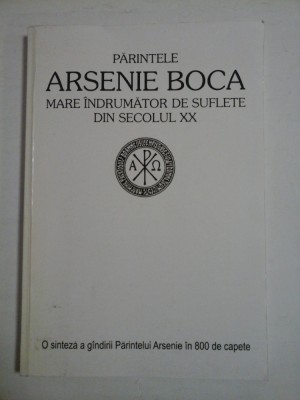 PĂRINTELE
ARSENIE BOCA
MARE ÎNDRUMĂTOR DE SUFLETE
DIN SECOLUL XX
Α Ω
O sinteză a gîndirii Părintelui Arsenie în 800 de capete